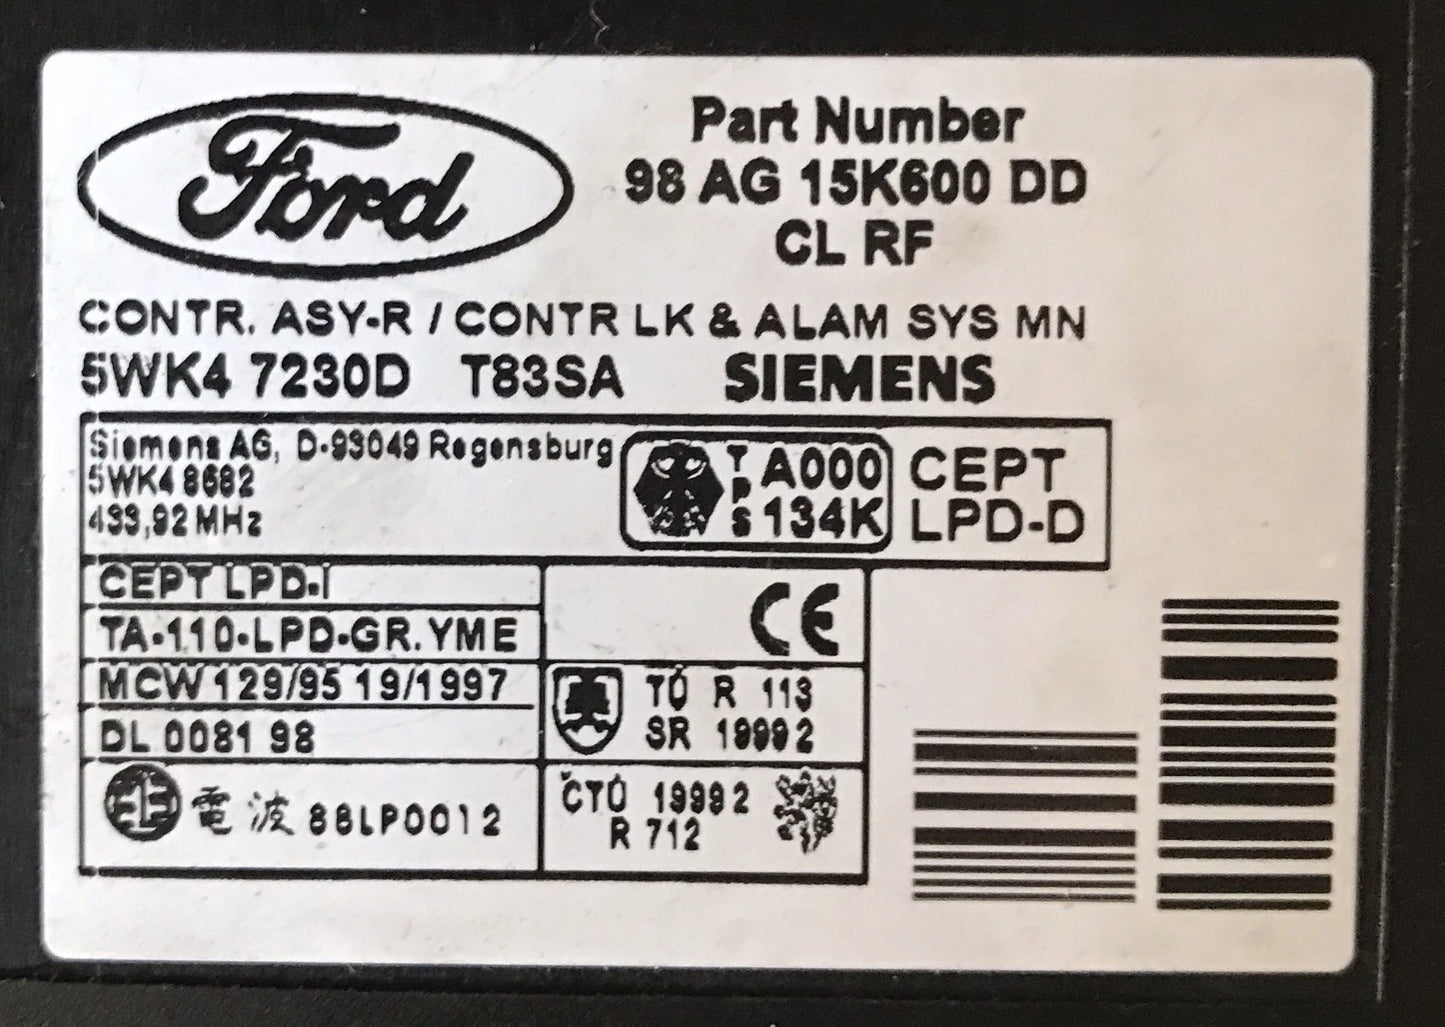 Ford
Part Number
98 AG 15K600 DD
CL RF
CONTR. ASY-R / CONTR LK & ALAM SYS MN
5WK4 7230D T83SA SIEMENS
Siemens AG, D-93049 Regensburg
5WK4 8682
433,92 MHz
TPS
A000
134K
CEPT
LPD-D
CEPT LPD-I
TA-110-LPD-GR.YME
CE
MCW 129/95 19/1997
DL 0081 98
TÚ R 113
SR 1999 2
電波 88LP0012
ČTÚ 1999 2
R 712